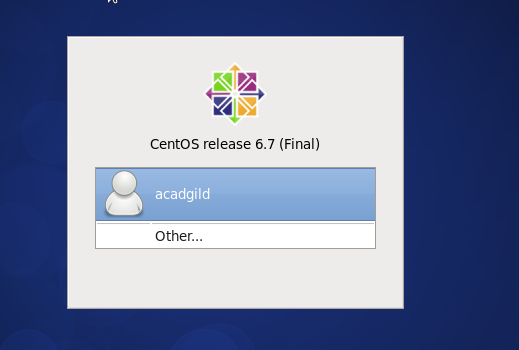 CentOS release 6.7 (Final)
acadgild
Other...